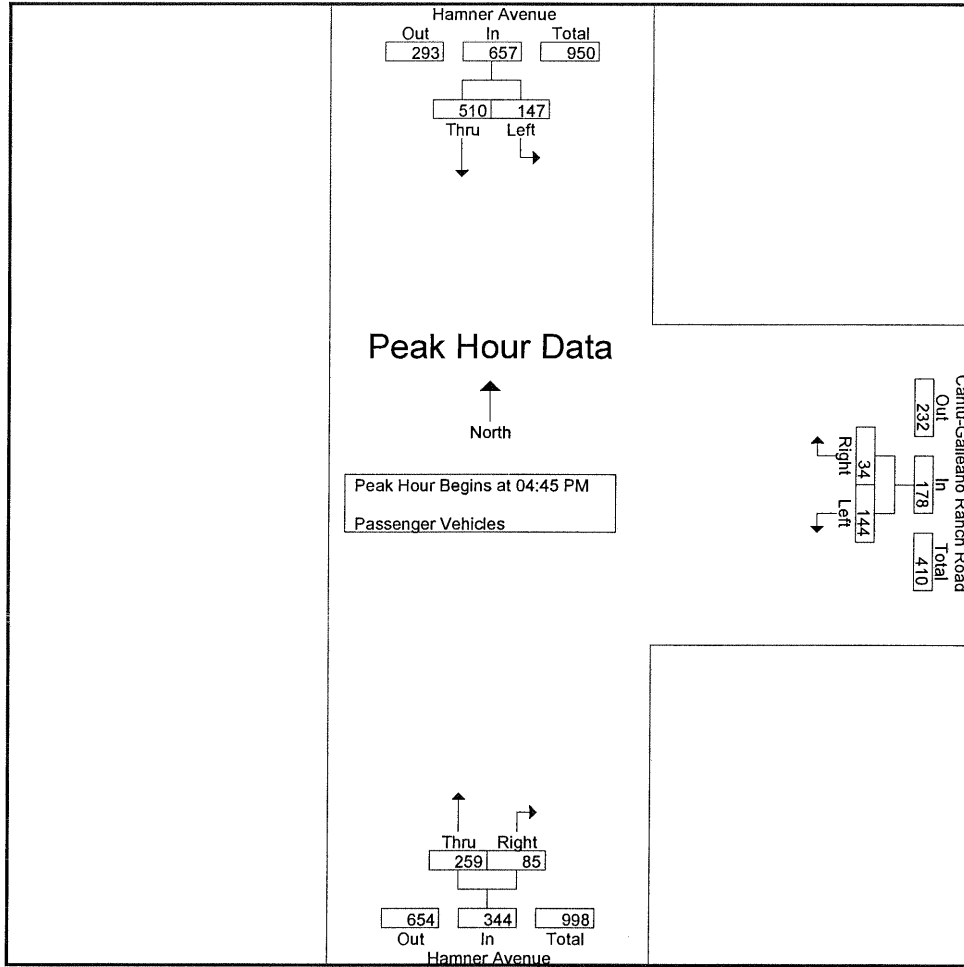 Hamner Avenue
Out In Total
293 657 950
510 147
Thru Left
Peak Hour Data
North
Peak Hour Begins at 04:45 PM
Passenger Vehicles
Ranch Road
Out In Total
232 178 410
34 144
Right Left
Thru Right
259 85
654 344 998
Out In Total
Hamner Avenue